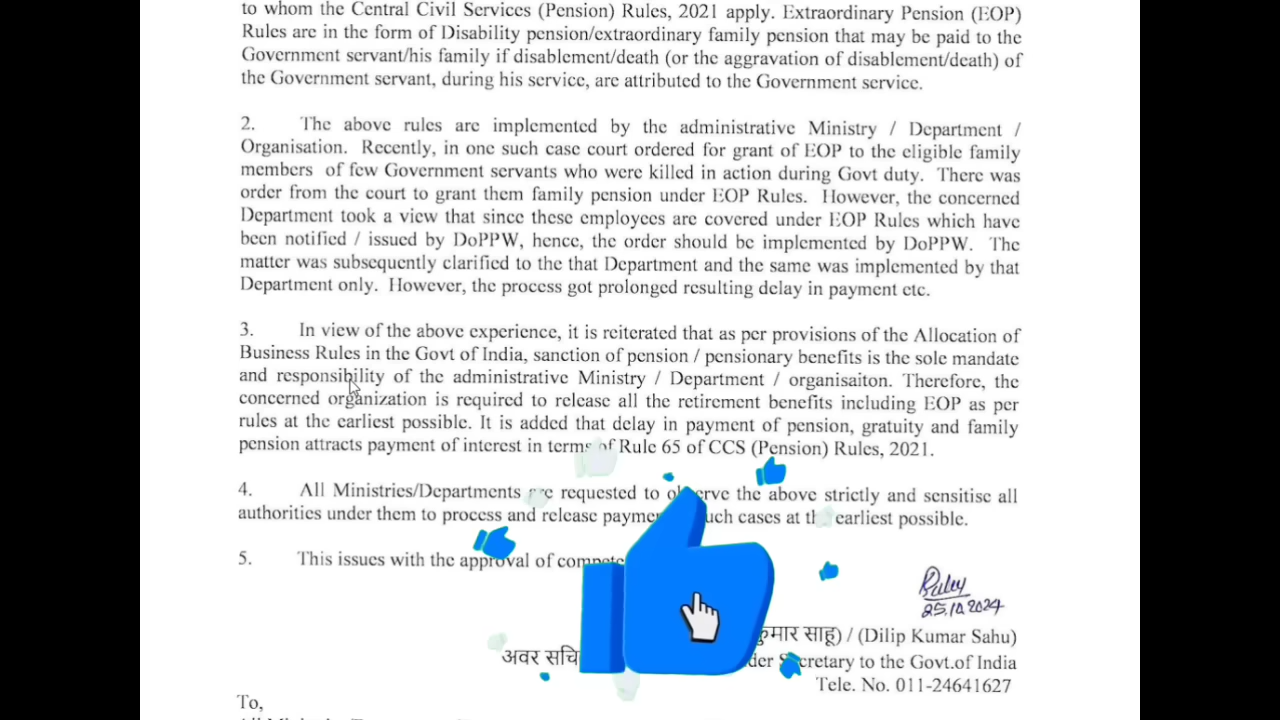 to whom the Central Civil Services (Pension) Rules, 2021 apply. Extraordinary Pension (EOP)
Rules are in the form of Disability pension/extraordinary family pension that may be paid to the
Government servant/his family if disablement/death (or the aggravation of disablement/death) of
the Government servant, during his service, are attributed to the Government service.
2. The above rules are implemented by the administrative Ministry / Department /
Organisation. Recently, in one such case court ordered for grant of EOP to the eligible family
members of few Government servants who were killed in action during Govt duty. There was
order from the court to grant them family pension under EOP Rules. However, the concerned
Department took a view that since these employees are covered under EOP Rules which have
been notified / issued by DoPPW, hence, the order should be implemented by DoPPW. The
matter was subsequently clarified to the that Department and the same was implemented by that
Department only. However, the process got prolonged resulting delay in payment etc.
3. In view of the above experience, it is reiterated that as per provisions of the Allocation of
Business Rules in the Govt of India, sanction of pension / pensionary benefits is the sole mandate
and responsibility of the administrative Ministry / Department / organisaiton. Therefore, the
concerned organization is required to release all the retirement benefits including EOP as per
rules at the earliest possible. It is added that delay in payment of pension, gratuity and family
pension attracts payment of interest in terms of Rule 65 of CCS (Pension) Rules, 2021.
4. All Ministries/Departments are requested to observe the above strictly and sensitise all
authorities under them to process and release such cases at the earliest possible.
5. This issues with the approval of
25.10.2024
साहू) / (Dilip Kumar Sahu)
अवर Secretary to the Govt.of India
Tele. No. 011-24641627
To,